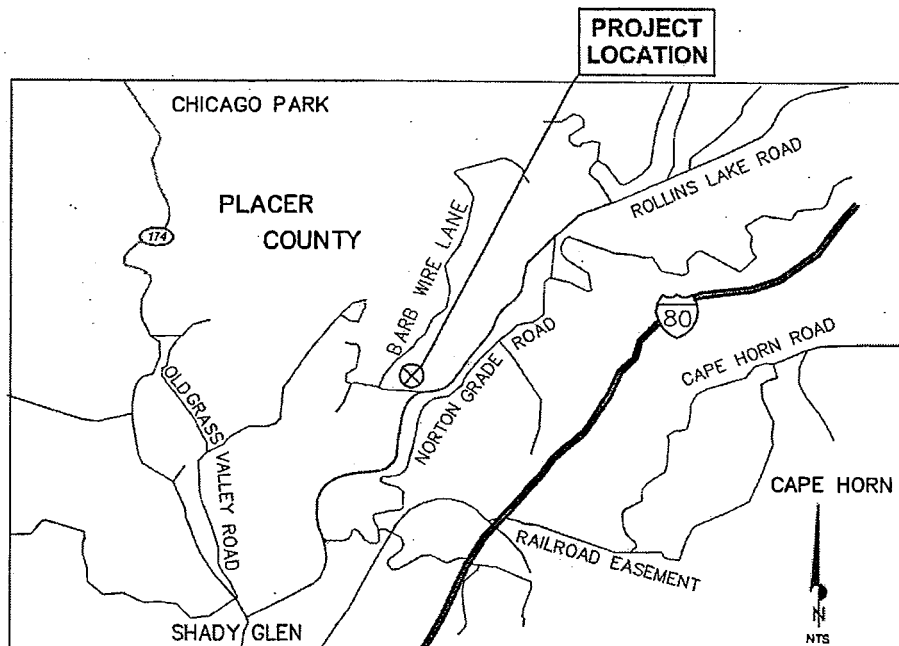 PROJECT
LOCATION
CHICAGO PARK
PLACER
COUNTY
174
BARB WIRE LANE
ROLLINS LAKE ROAD
80
NORTON GRADE ROAD
CAPE HORN ROAD
OLD GRASS VALLEY ROAD
CAPE HORN
RAILROAD EASEMENT
SHADY GLEN
N
NTS